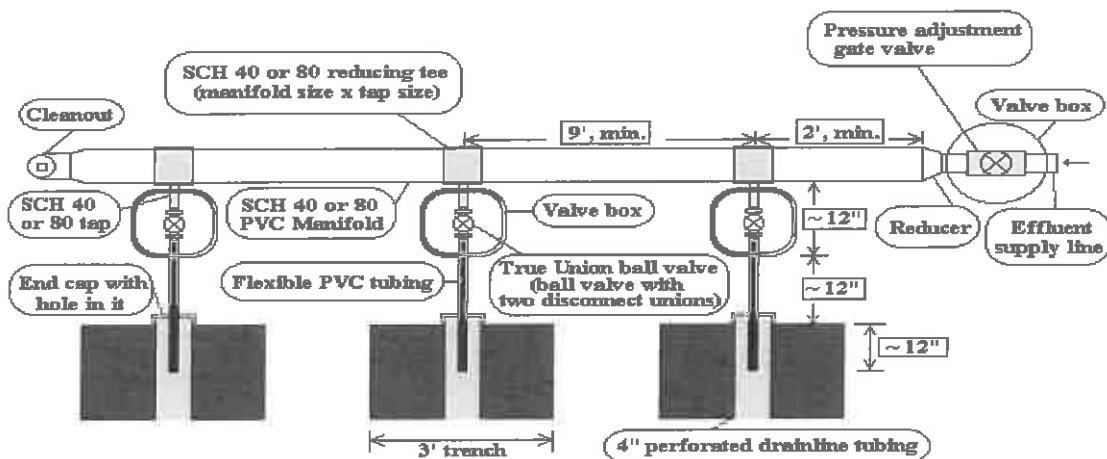 Pressure adjustment
gate valve
SCH 40 or 80 reducing tee
(manifold size x tap size)
Cleanout
Valve box
9', min.
2', min.
SCH 40
or 80 tap
SCH 40 or 80
PVC Manifold
Valve box
~12"
Reducer
Effluent
supply line
End cap with
hole in it
Flexible PVC tubing
True Union ball valve
(ball valve with
two disconnect unions)
~12"
~12"
3' trench
4" perforated drainline tubing